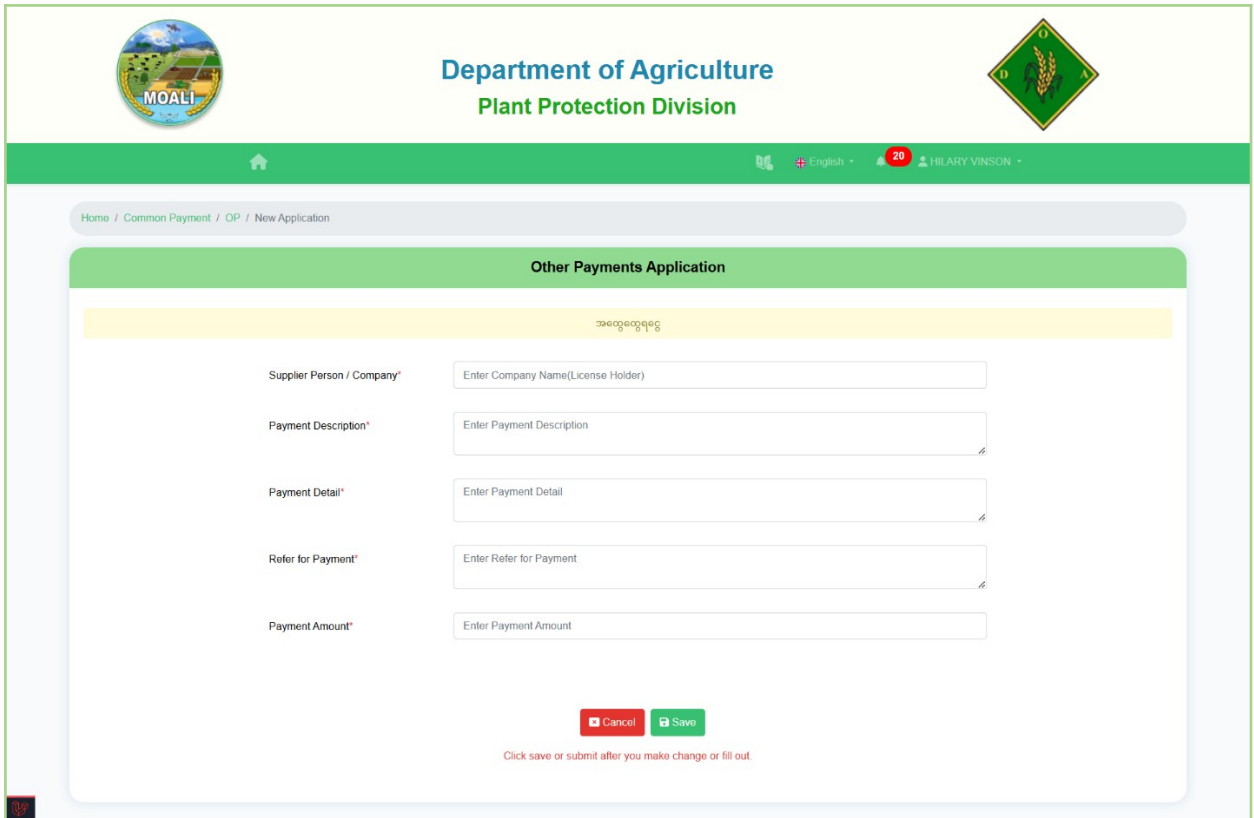 MOALI
Department of Agriculture
Plant Protection Division
D O A
English
20
HILARY VINSON
Home / Common Payment / OP / New Application
Other Payments Application
အထွေထွေရငွေ
Supplier Person / Company*
Enter Company Name(License Holder)
Payment Description*
Enter Payment Description
Payment Detail*
Enter Payment Detail
Refer for Payment*
Enter Refer for Payment
Payment Amount*
Enter Payment Amount
Cancel
Save
Click save or submit after you make change or fill out.